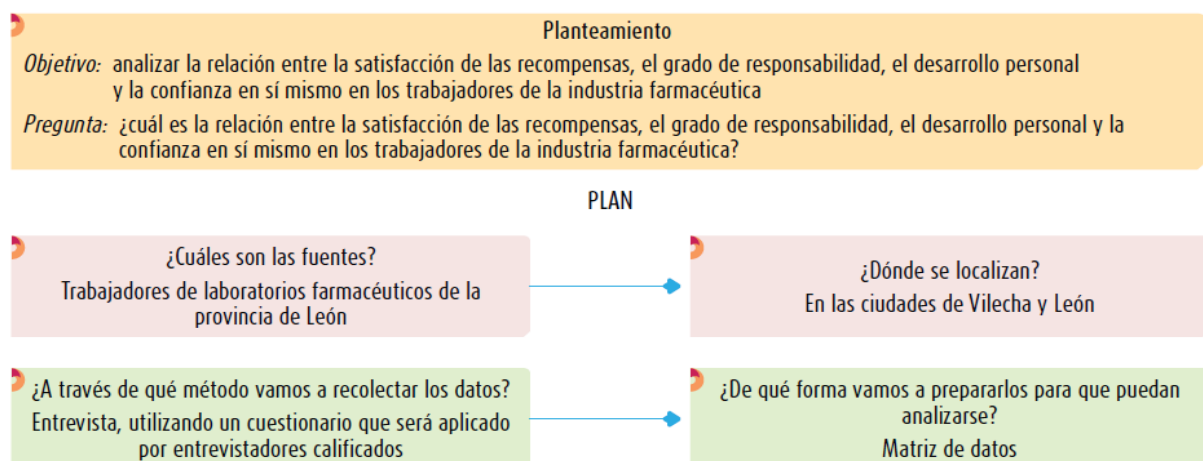 Planteamiento
Objetivo: analizar la relación entre la satisfacción de las recompensas, el grado de responsabilidad, el desarrollo personal
y la confianza en sí mismo en los trabajadores de la industria farmacéutica
Pregunta: ¿cuál es la relación entre la satisfacción de las recompensas, el grado de responsabilidad, el desarrollo personal y la
confianza en sí mismo en los trabajadores de la industria farmacéutica?
PLAN
¿Cuáles son las fuentes?
Trabajadores de laboratorios farmacéuticos de la
provincia de León
¿Dónde se localizan?
En las ciudades de Vilecha y León
¿A través de qué método vamos a recolectar los datos?
Entrevista, utilizando un cuestionario que será aplicado
por entrevistadores calificados
¿De qué forma vamos a prepararlos para que puedan
analizarse?
Matriz de datos